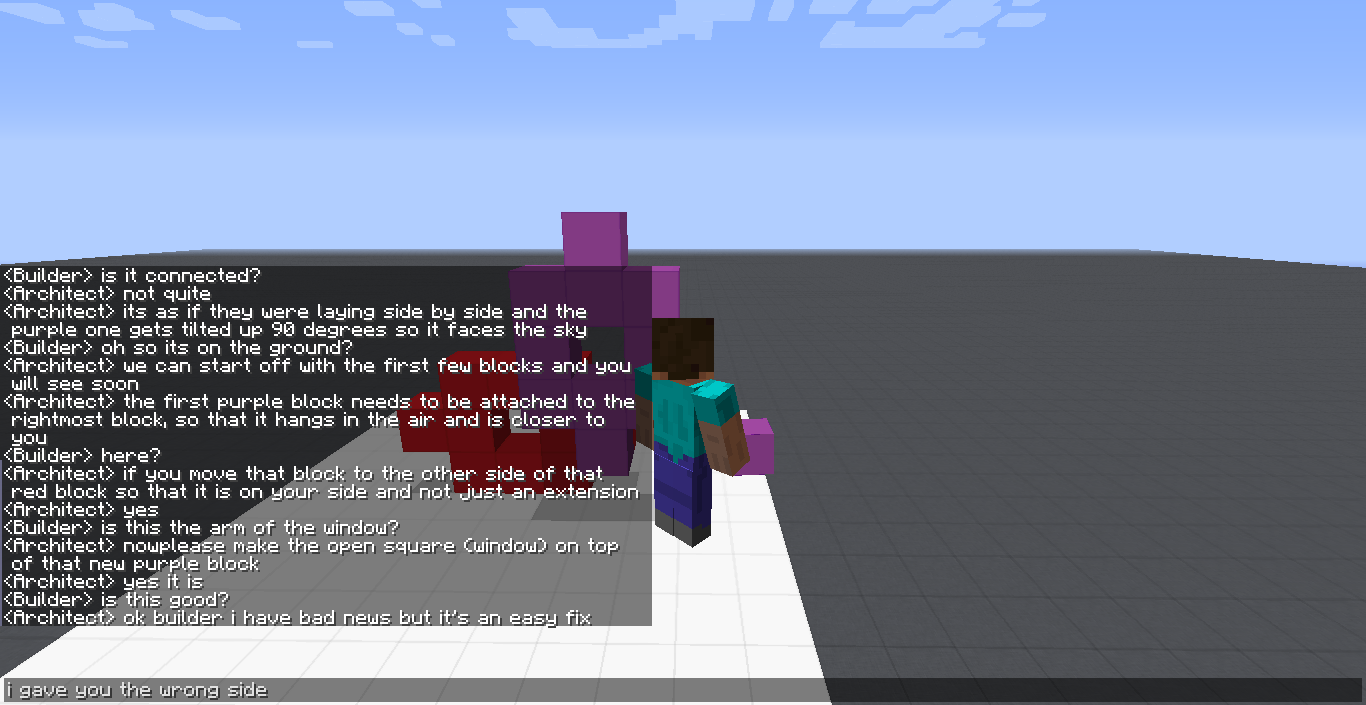 <Builder> is it connected?
<Architect> not quite
<Architect> its as if they were laying side by side and the
purple one gets tilted up 90 degrees so it faces the sky
<Builder> oh so its on the ground?
<Architect> we can start off with the first few blocks and you
will see soon
<Architect> the first purple block needs to be attached to the
rightmost block, so that it hangs in the air and is closer to
you
<Builder> here?
<Architect> if you move that block to the other side of that
red block so that it is on your side and not just an extension
<Architect> yes
<Builder> is this the arm of the window?
<Architect> nowplease make the open square (window) on top
of that new purple block
<Architect> yes it is
<Builder> is this good?
<Architect> ok builder i have bad news but it's an easy fix
i gave you the wrong side